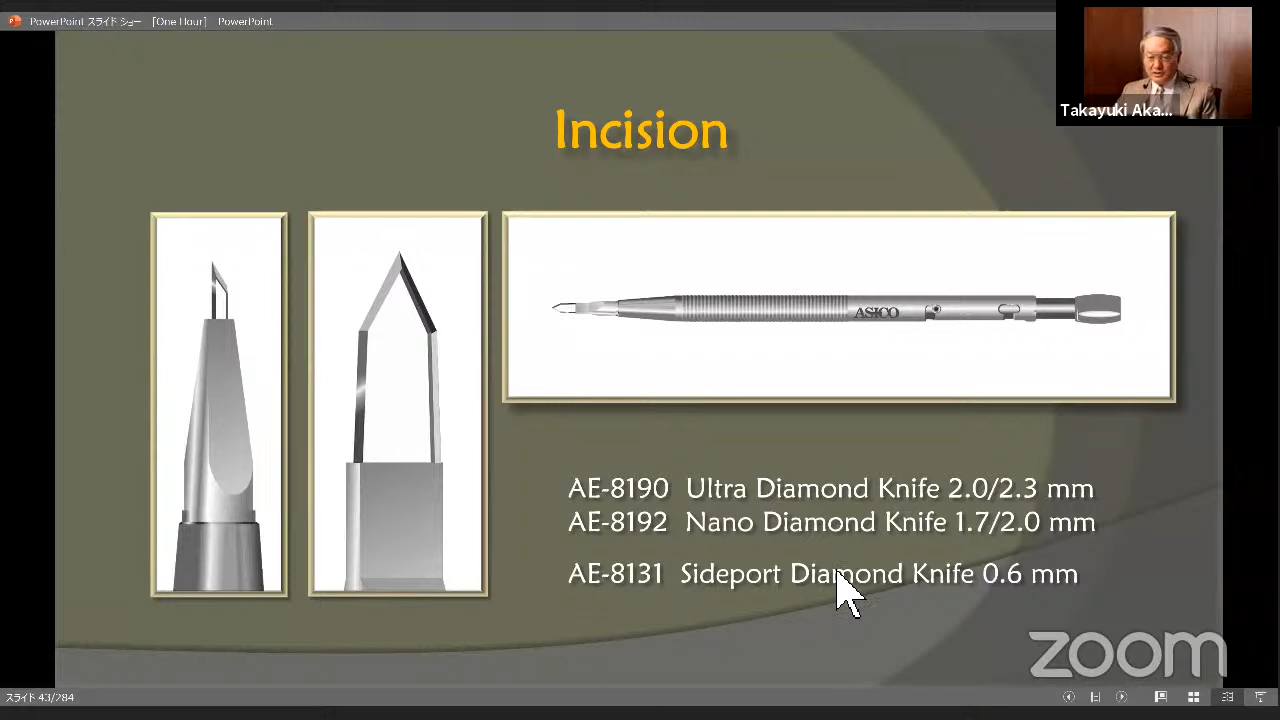 PowerPoint スライド ショー - [One Hour] - PowerPoint
Takayuki Aka...
Incision
ASICO
AE-8190 Ultra Diamond Knife 2.0/2.3 mm
AE-8192 Nano Diamond Knife 1.7/2.0 mm
AE-8131 Sideport Diamond Knife 0.6 mm
zoom
スライド 43/284